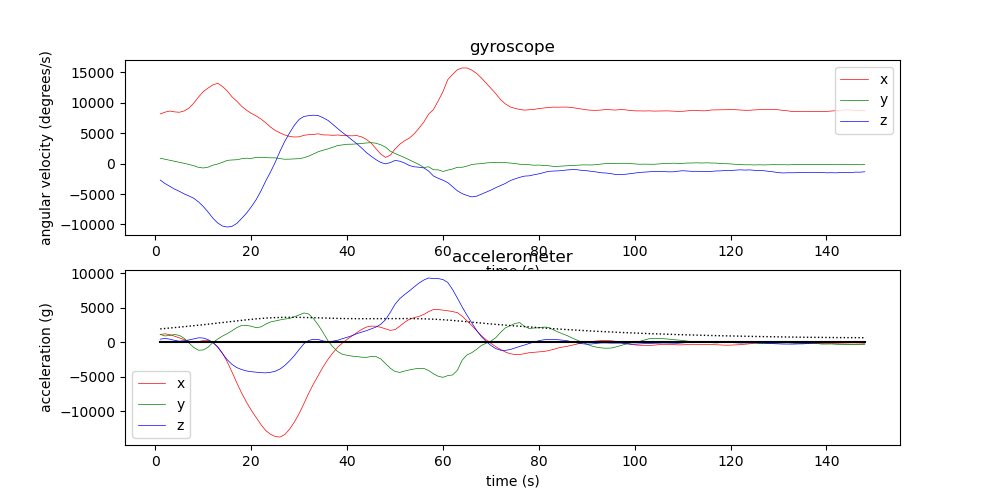 gyroscope
angular velocity (degrees/s)
15000
10000
5000
0
−5000
−10000
x
y
z
0 20 40 60 80 100 120 140
time (s)
accelerometer
acceleration (g)
10000
5000
0
−5000
−10000
x
y
z
0 20 40 60 80 100 120 140
time (s)